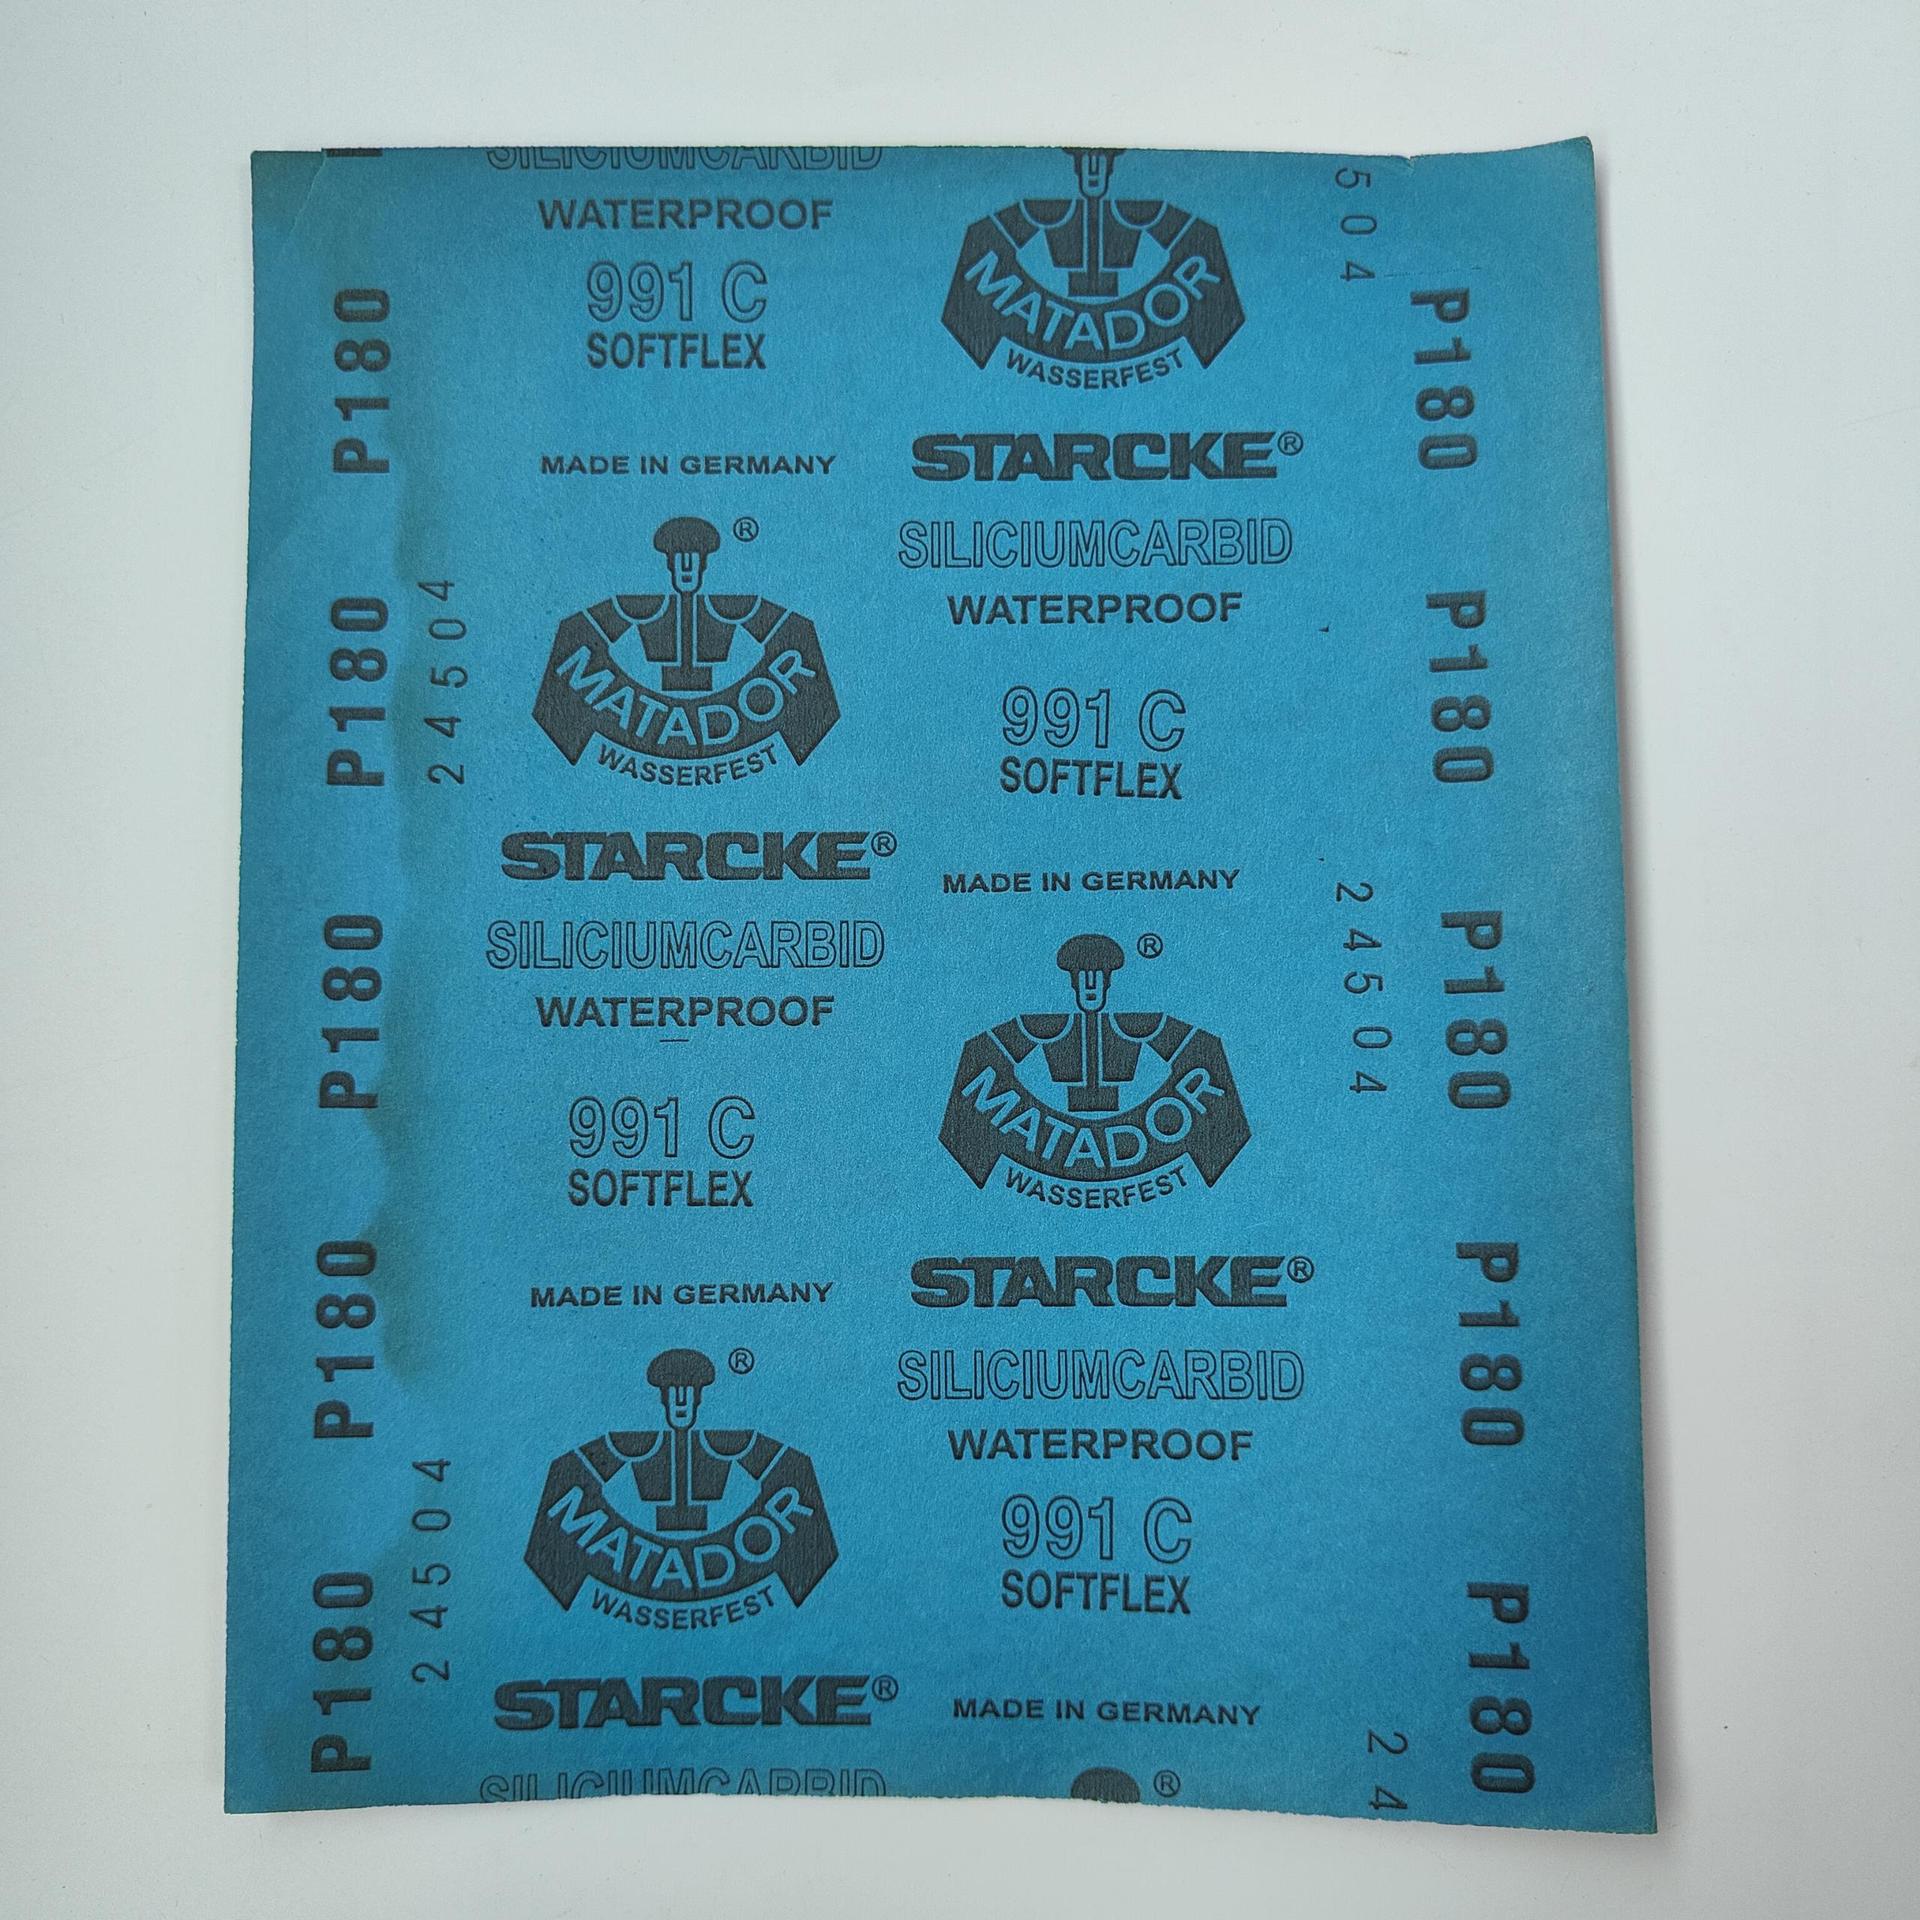 P180
P180
P180
P180
P180
24504
24504
SILICIUMCARBID
WATERPROOF
991 C
SOFTFLEX
MADE IN GERMANY
®
MATADOR
WASSERFEST
STARCKE®
SILICIUMCARBID
WATERPROOF
991 C
SOFTFLEX
MADE IN GERMANY
®
MATADOR
WASSERFEST
STARCKE®
SILICIUMCARBID
MATADOR
WASSERFEST
STARCKE®
SILICIUMCARBID
WATERPROOF
991 C
SOFTFLEX
MADE IN GERMANY
®
MATADOR
WASSERFEST
STARCKE®
SILICIUMCARBID
WATERPROOF
991 C
SOFTFLEX
MADE IN GERMANY
®
504
24504
24
P180
P180
P180
P180
P180